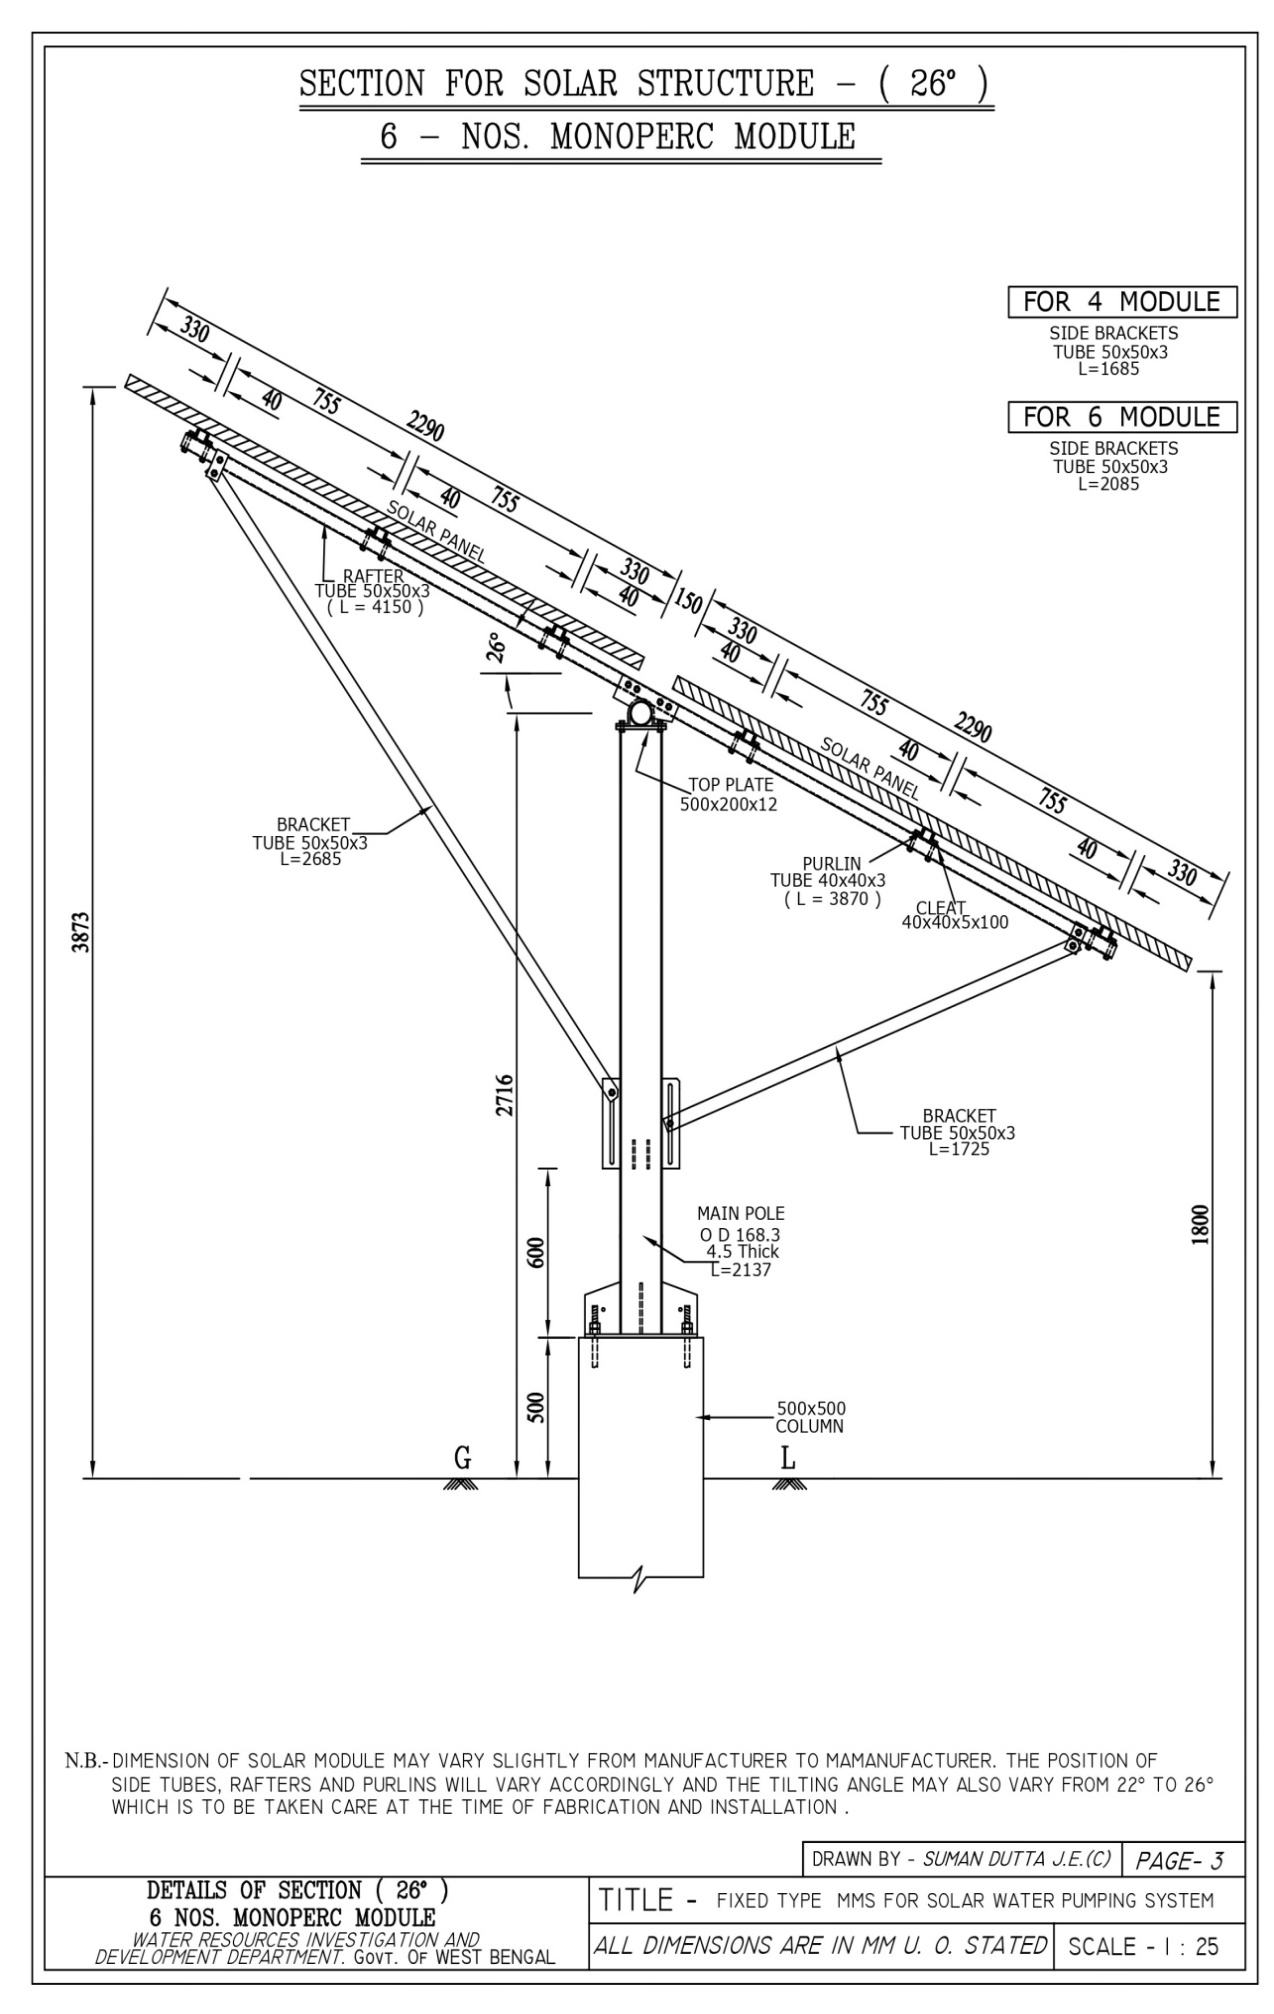 SECTION FOR SOLAR STRUCTURE - ( 26° )
6 - NOS. MONOPERC MODULE
FOR 4 MODULE
SIDE BRACKETS
TUBE 50x50x3
L=1685
FOR 6 MODULE
SIDE BRACKETS
TUBE 50x50x3
L=2085
330
40
755
2290
40
755
330
40
150
SOLAR PANEL
RAFTER
TUBE 50x50x3
( L = 4150 )
26°
330
40
755
2290
40
755
40
330
SOLAR PANEL
TOP PLATE
500x200x12
BRACKET
TUBE 50x50x3
L=2685
PURLIN
TUBE 40x40x3
( L = 3870 )
CLEAT
40x40x5x100
3873
2716
BRACKET
TUBE 50x50x3
L=1725
1800
MAIN POLE
O D 168.3
4.5 Thick
L=2137
600
500
500x500
COLUMN
G L
N.B.- DIMENSION OF SOLAR MODULE MAY VARY SLIGHTLY FROM MANUFACTURER TO MAMANUFACTURER. THE POSITION OF
SIDE TUBES, RAFTERS AND PURLINS WILL VARY ACCORDINGLY AND THE TILTING ANGLE MAY ALSO VARY FROM 22° TO 26°
WHICH IS TO BE TAKEN CARE AT THE TIME OF FABRICATION AND INSTALLATION .
DRAWN BY - SUMAN DUTTA J.E.(C)
PAGE- 3
DETAILS OF SECTION ( 26° )
6 NOS. MONOPERC MODULE
WATER RESOURCES INVESTIGATION AND
DEVELOPMENT DEPARTMENT. GOVT. OF WEST BENGAL
TITLE - FIXED TYPE MMS FOR SOLAR WATER PUMPING SYSTEM
ALL DIMENSIONS ARE IN MM U. O. STATED
SCALE - 1 : 25